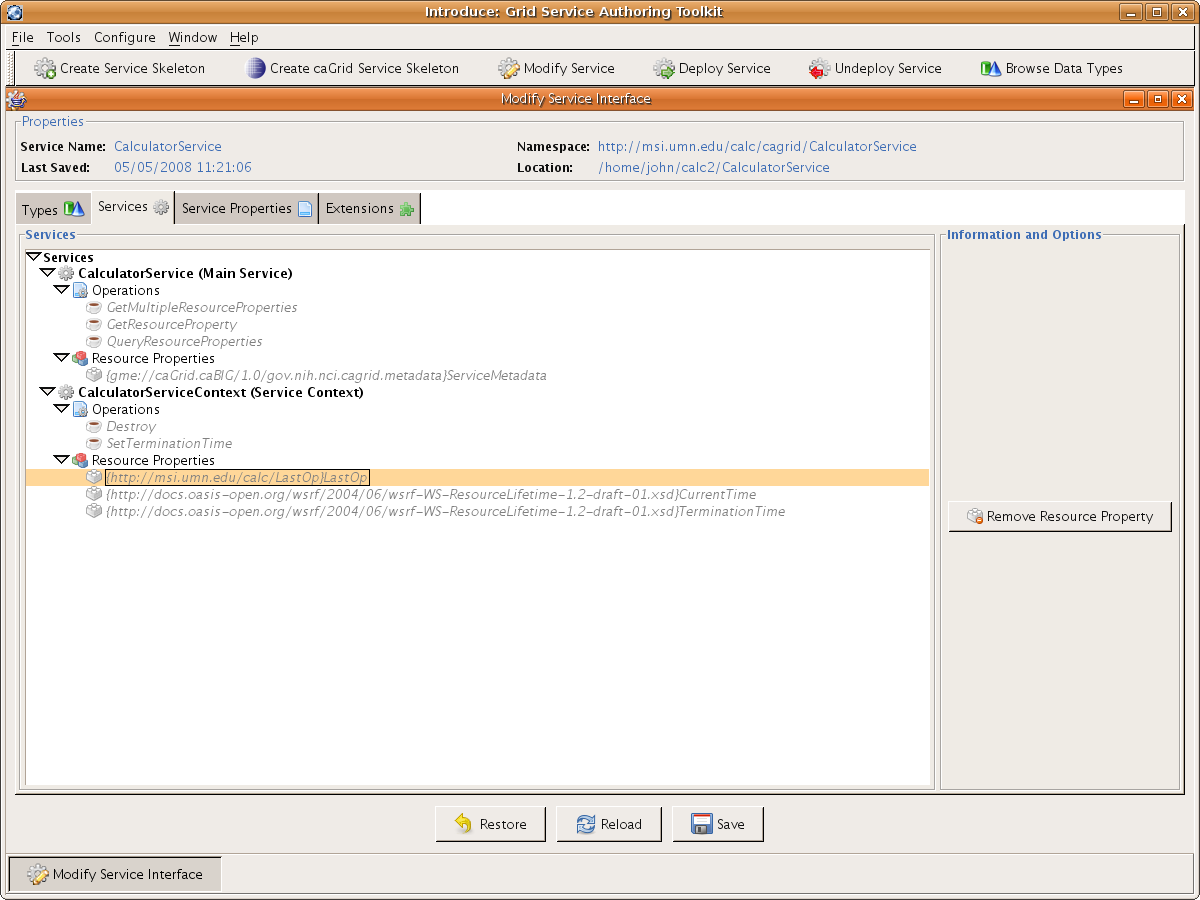 Introduce: Grid Service Authoring Toolkit
File Tools Configure Window Help
Create Service Skeleton Create caGrid Service Skeleton Modify Service Deploy Service Undeploy Service Browse Data Types
Modify Service Interface
Properties
Service Name: CalculatorService Namespace: http://msi.umn.edu/calc/cagrid/CalculatorService
Last Saved: 05/05/2008 11:21:06 Location: /home/john/calc2/CalculatorService
Types Services Service Properties Extensions
Services Information and Options
Services
CalculatorService (Main Service)
Operations
GetMultipleResourceProperties
GetResourceProperty
QueryResourceProperties
Resource Properties
{gme://caGrid.caBIG/1.0/gov.nih.nci.cagrid.metadata}ServiceMetadata
CalculatorServiceContext (Service Context)
Operations
Destroy
SetTerminationTime
Resource Properties
{http://msi.umn.edu/calc/LastOp}LastOp
{http://docs.oasis-open.org/wsrf/2004/06/wsrf-WS-ResourceLifetime-1.2-draft-01.xsd}CurrentTime
{http://docs.oasis-open.org/wsrf/2004/06/wsrf-WS-ResourceLifetime-1.2-draft-01.xsd}TerminationTime
Remove Resource Property
Restore Reload Save
Modify Service Interface